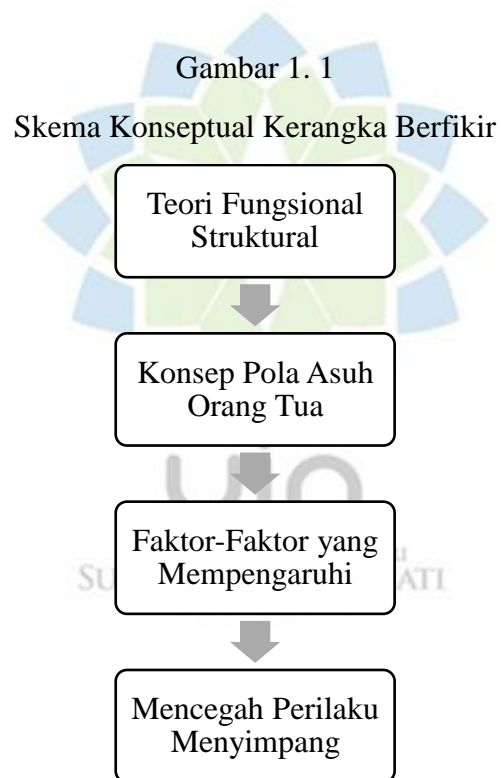 Gambar 1. 1
Skema Konseptual Kerangka Berfikir
Teori Fungsional
Struktural
Konsep Pola Asuh
Orang Tua
uin
Faktor-Faktor yang
Mempengaruhi
Mencegah Perilaku
Menyimpang